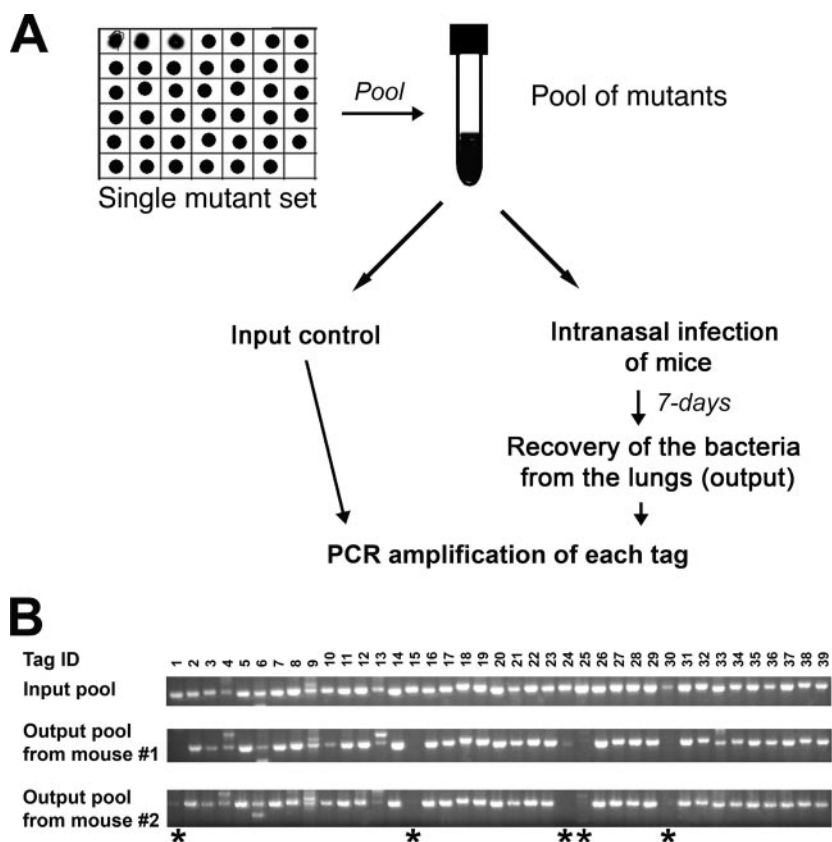 A
Pool
Pool of mutants
Single mutant set
Input control
Intranasal infection
of mice
7-days
Recovery of the bacteria
from the lungs (output)
PCR amplification of each tag
B
Tag ID
1 2 3 4 5 6 7 8 9 10 11 12 13 14 15 16 17 18 19 20 21 22 23 24 25 26 27 28 29 30 31 32 33 34 35 36 37 38 39
Input pool
Output pool
from mouse #1
Output pool
from mouse #2
* * * * *